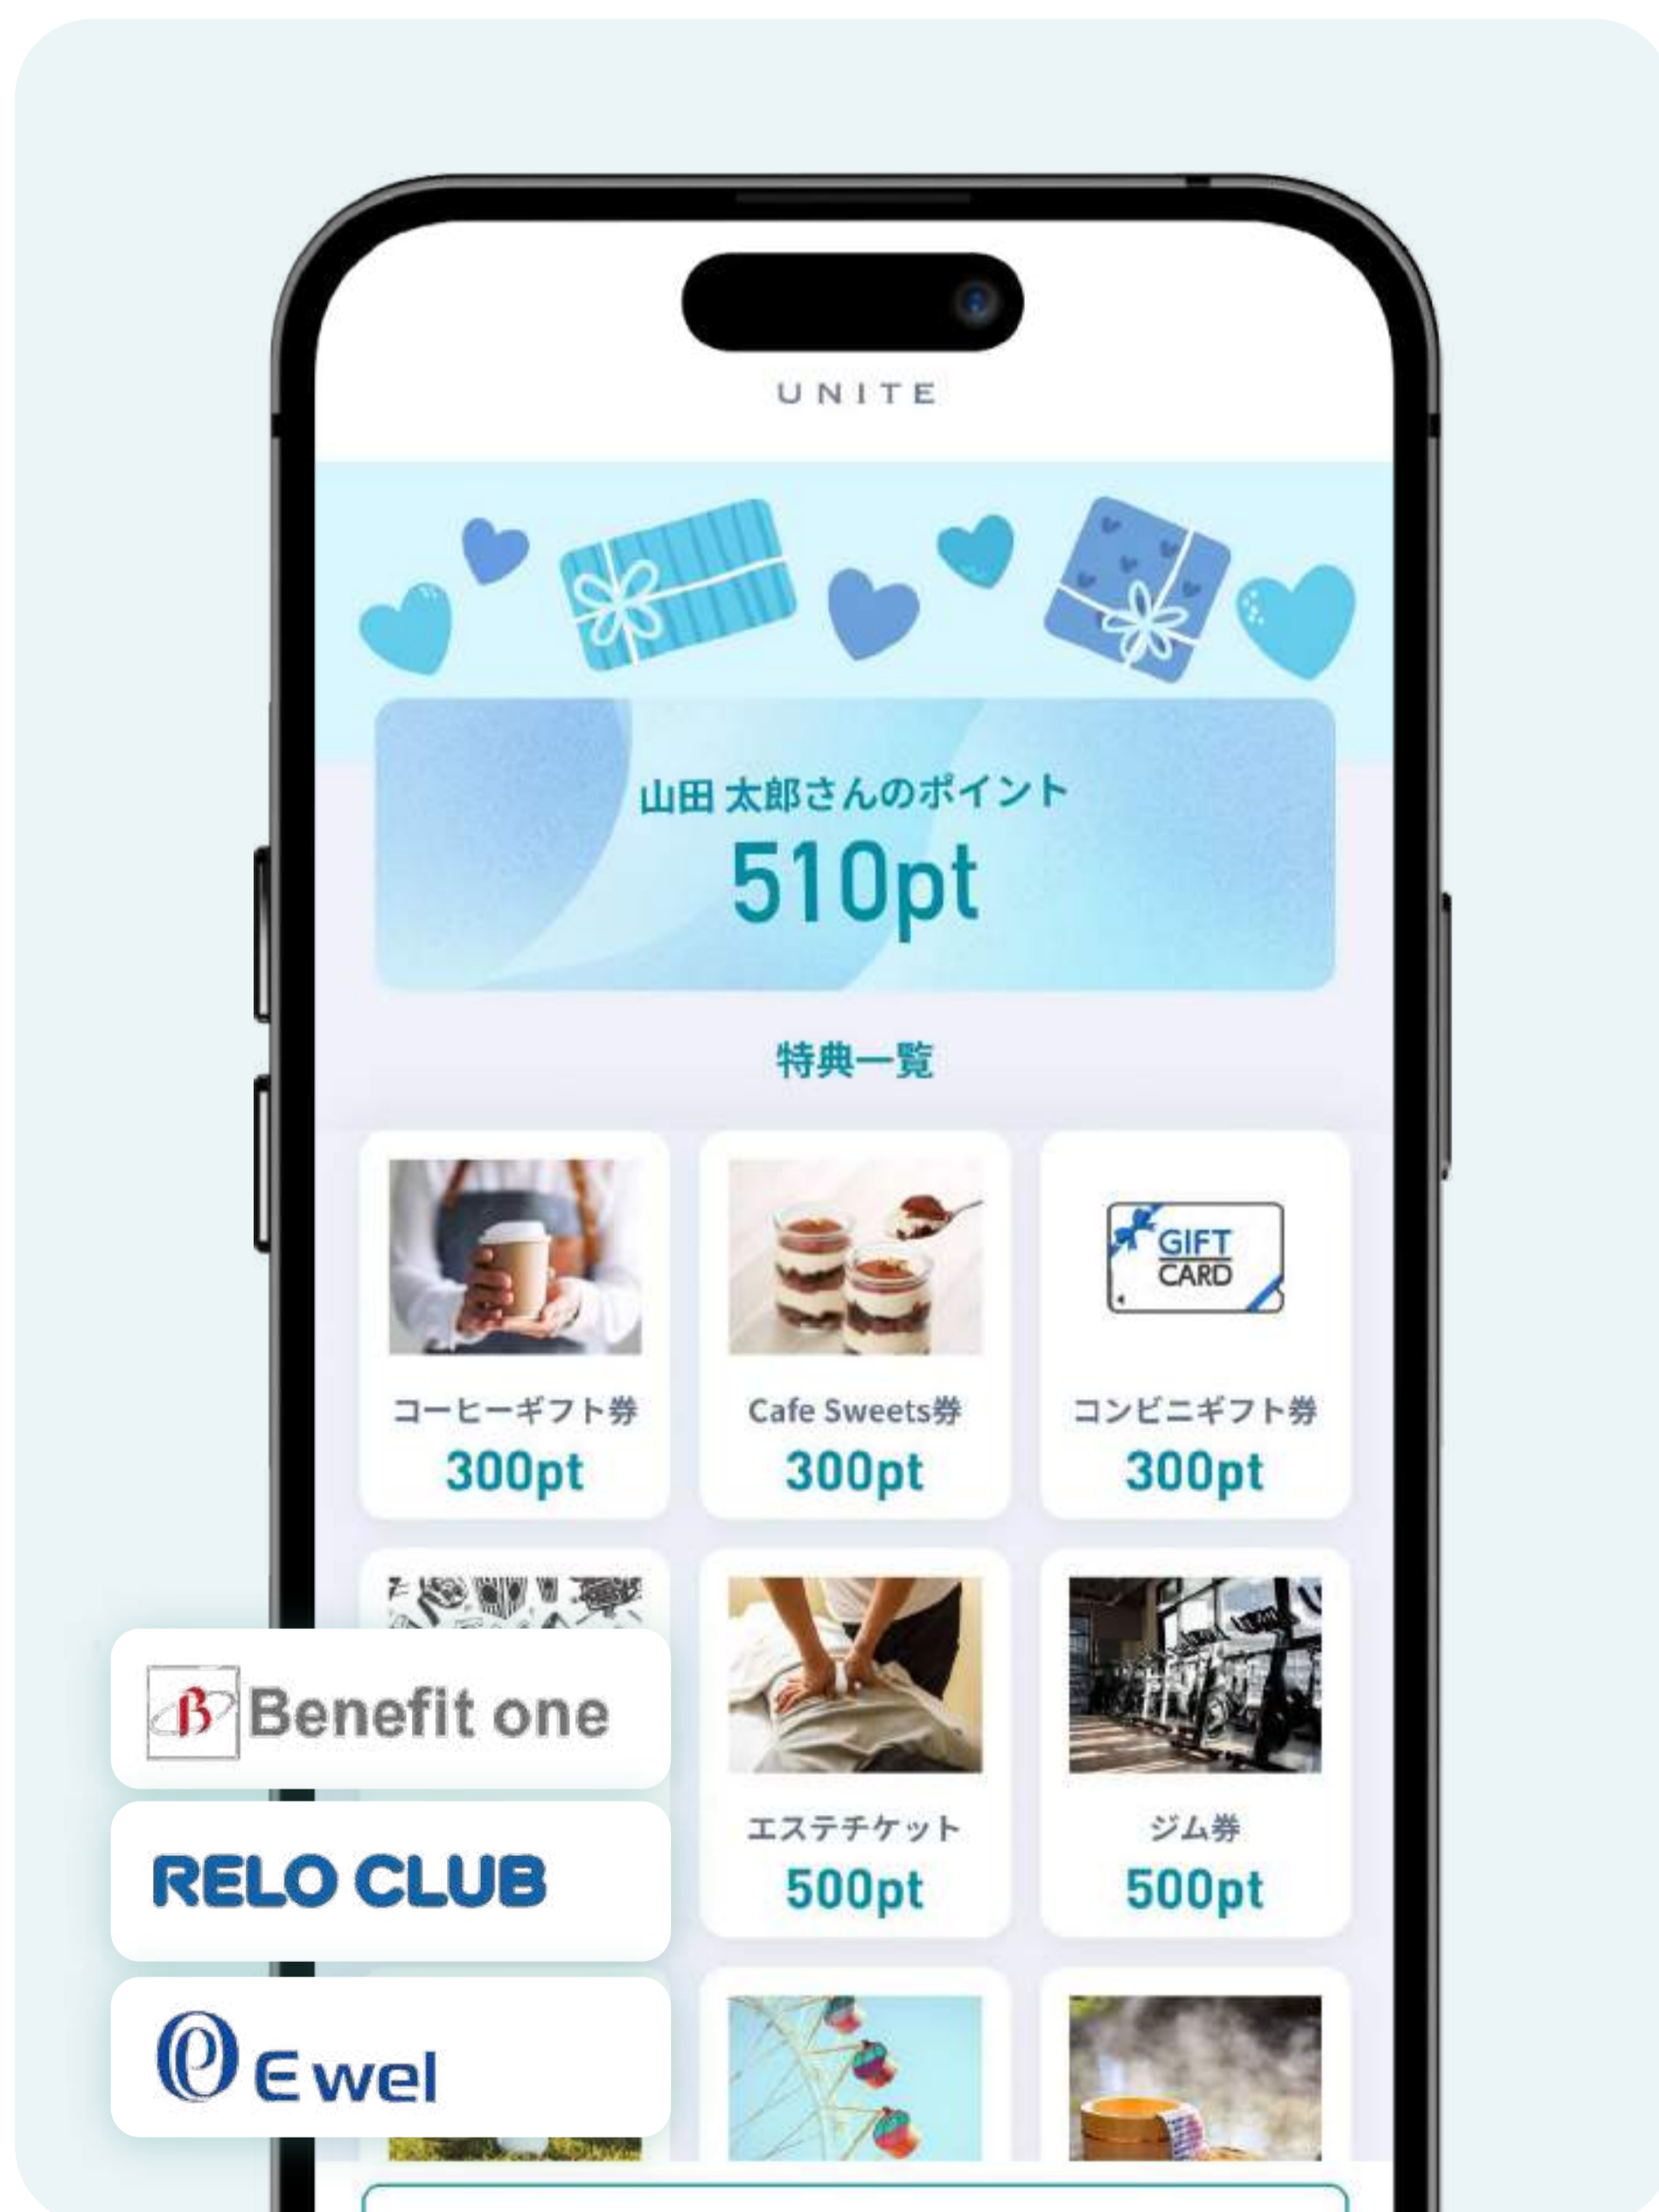 UNITE
山田 太郎さんのポイント
510pt
特典一覧
GIFT
CARD
コーヒーギフト券
300pt
Cafe Sweets券
300pt
コンビニギフト券
300pt
エステチケット
500pt
ジム券
500pt
B Benefit one
RELO CLUB
Ewel